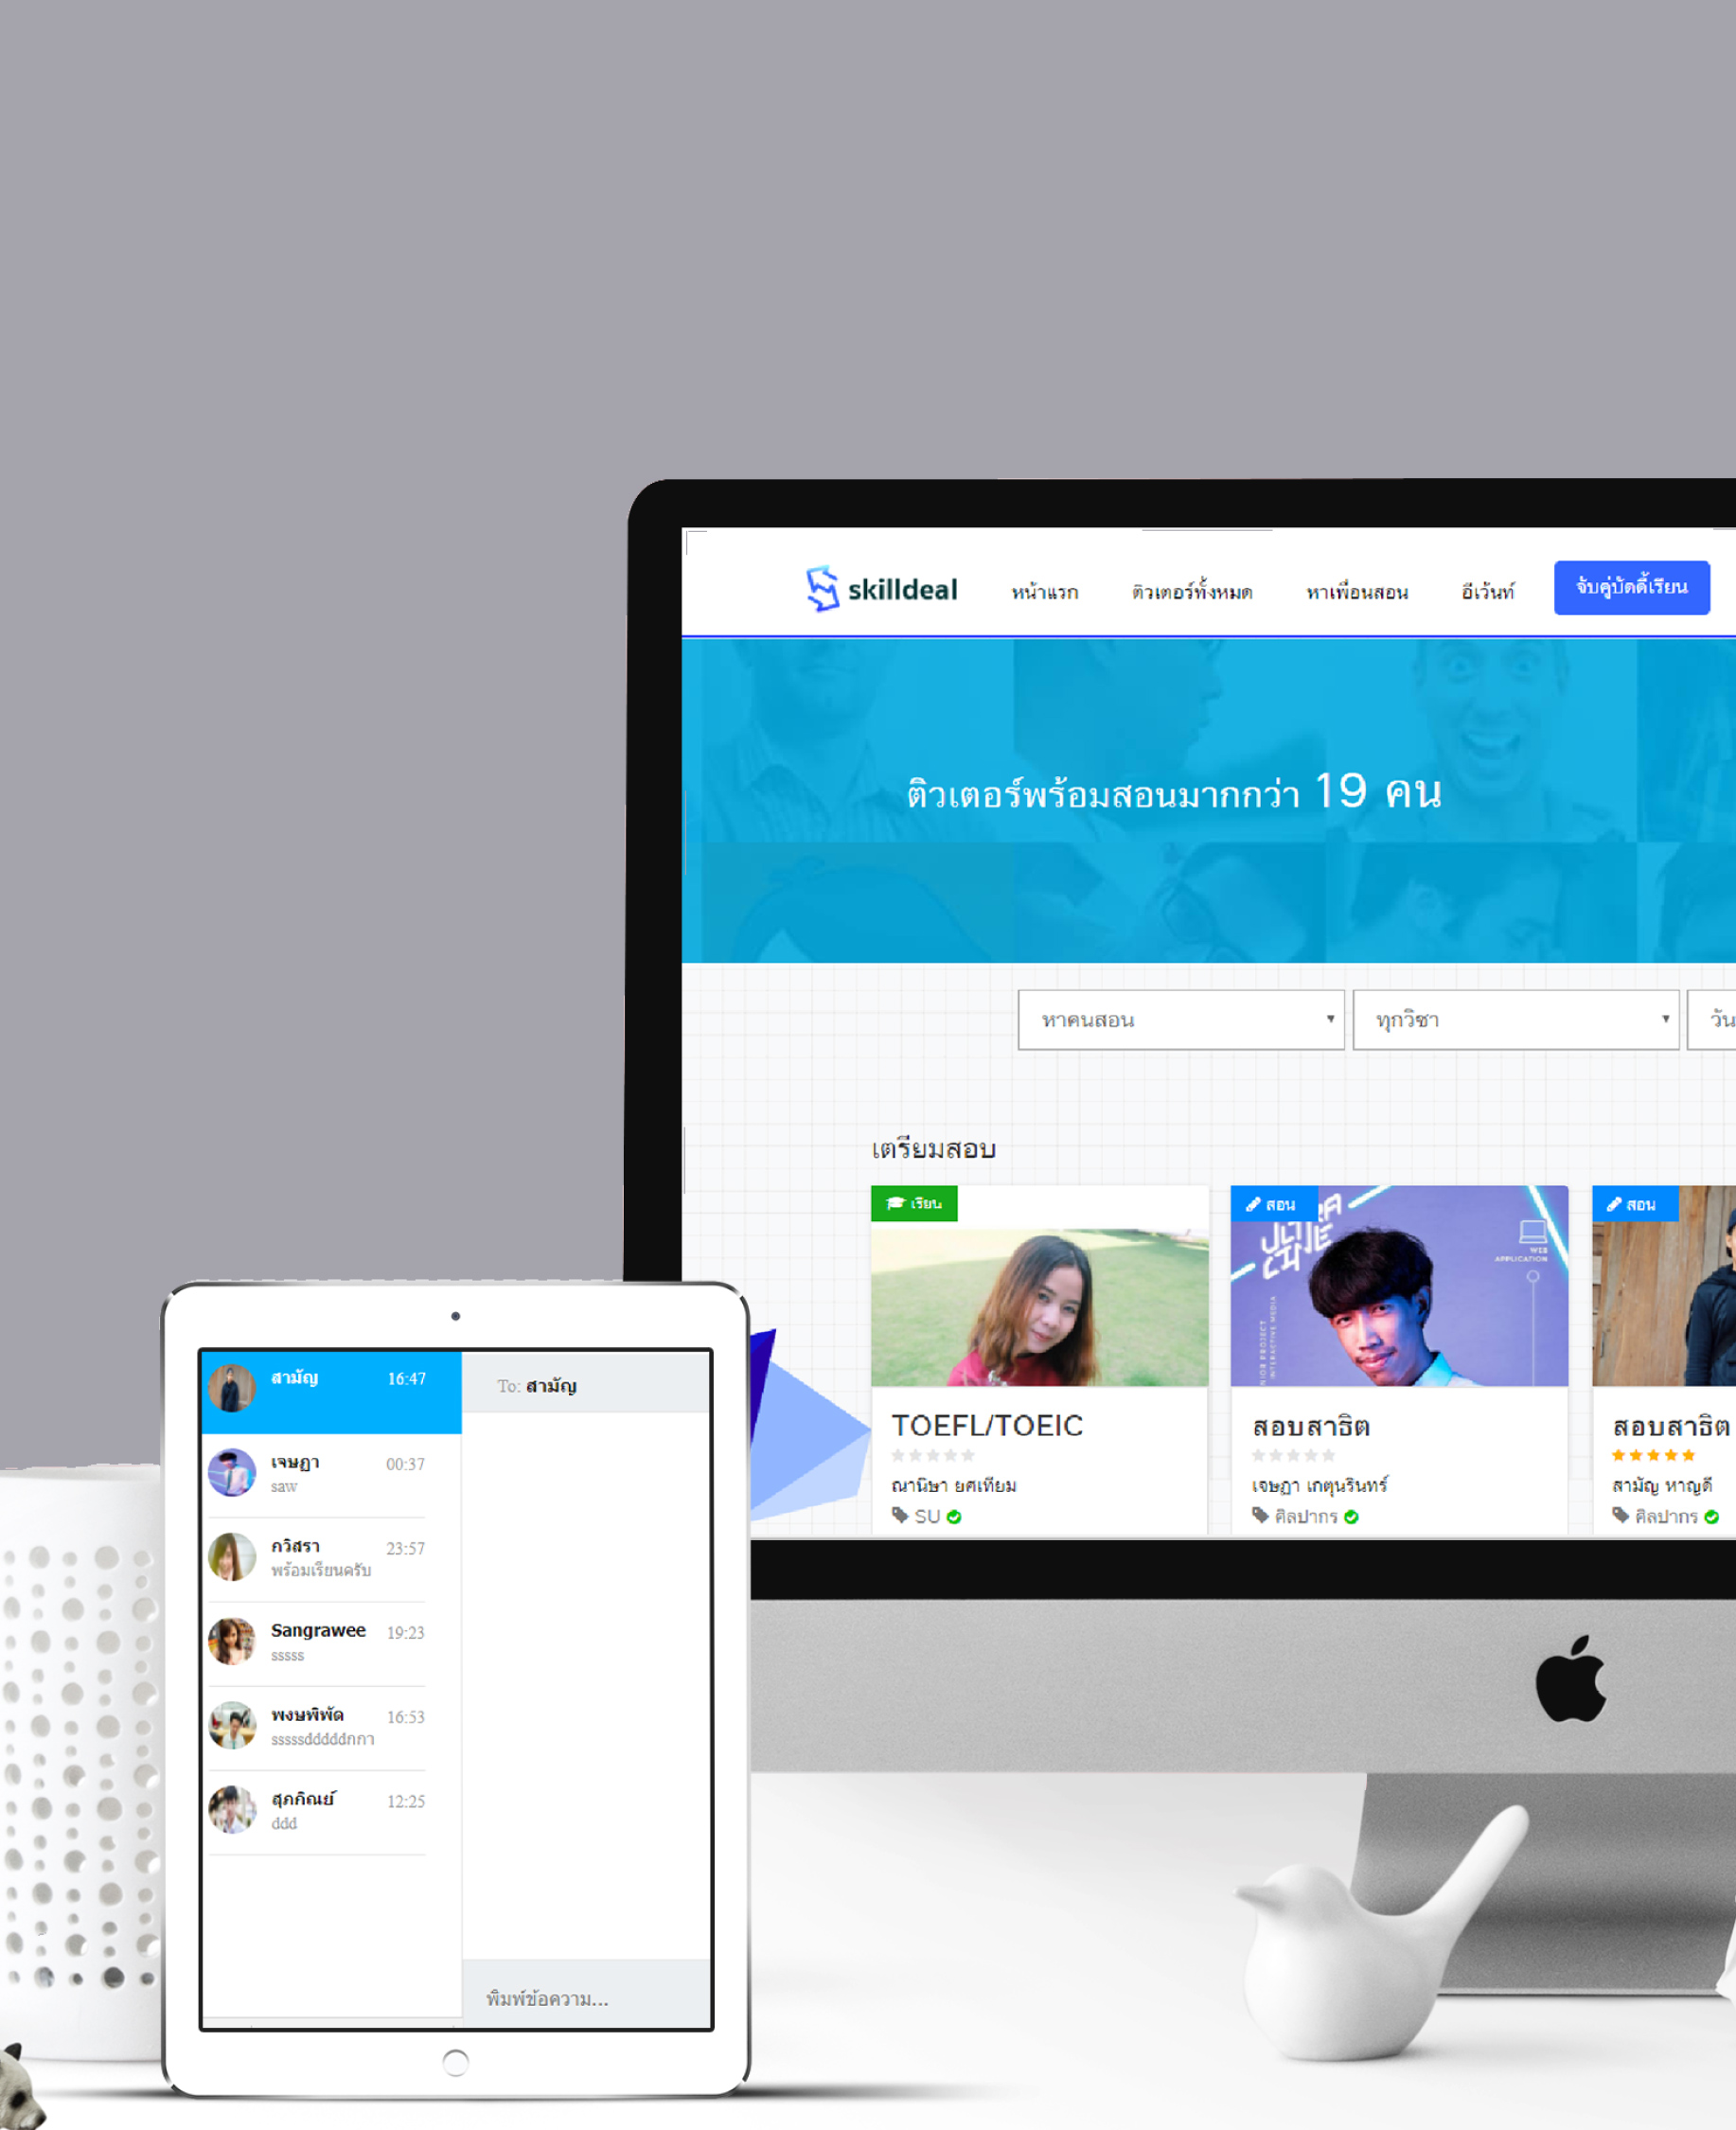 skilldeal
หน้าแรก
ติวเตอร์ทั้งหมด
หาเพื่อนสอน
อีเว้นท์
จับคู่บัดดี้เรียน
ติวเตอร์พร้อมสอนมากกว่า 19 คน
หาคนสอน
ทุกวิชา
วัน
เตรียมสอบ
เรียน
TOEFL/TOEIC
ณานิษา ยศเทียม
SU
สอน
WEB
APPLICATION
INTERACTIVE MEDIA
สอบสาธิต
เจษฎา เกตุนรินทร์
ศิลปากร
สอน
สอบสาธิต
สามัญ หาญดี
ศิลปากร
สามัญ 16:47
เจษฎา 00:37
saw
กวิสรา 23:57
พร้อมเรียนครับ
Sangrawee 19:23
sssss
พงษพิพัด 16:53
sssssdddddกกา
สุภกิณย์ 12:25
ddd
To: สามัญ
พิมพ์ข้อความ...